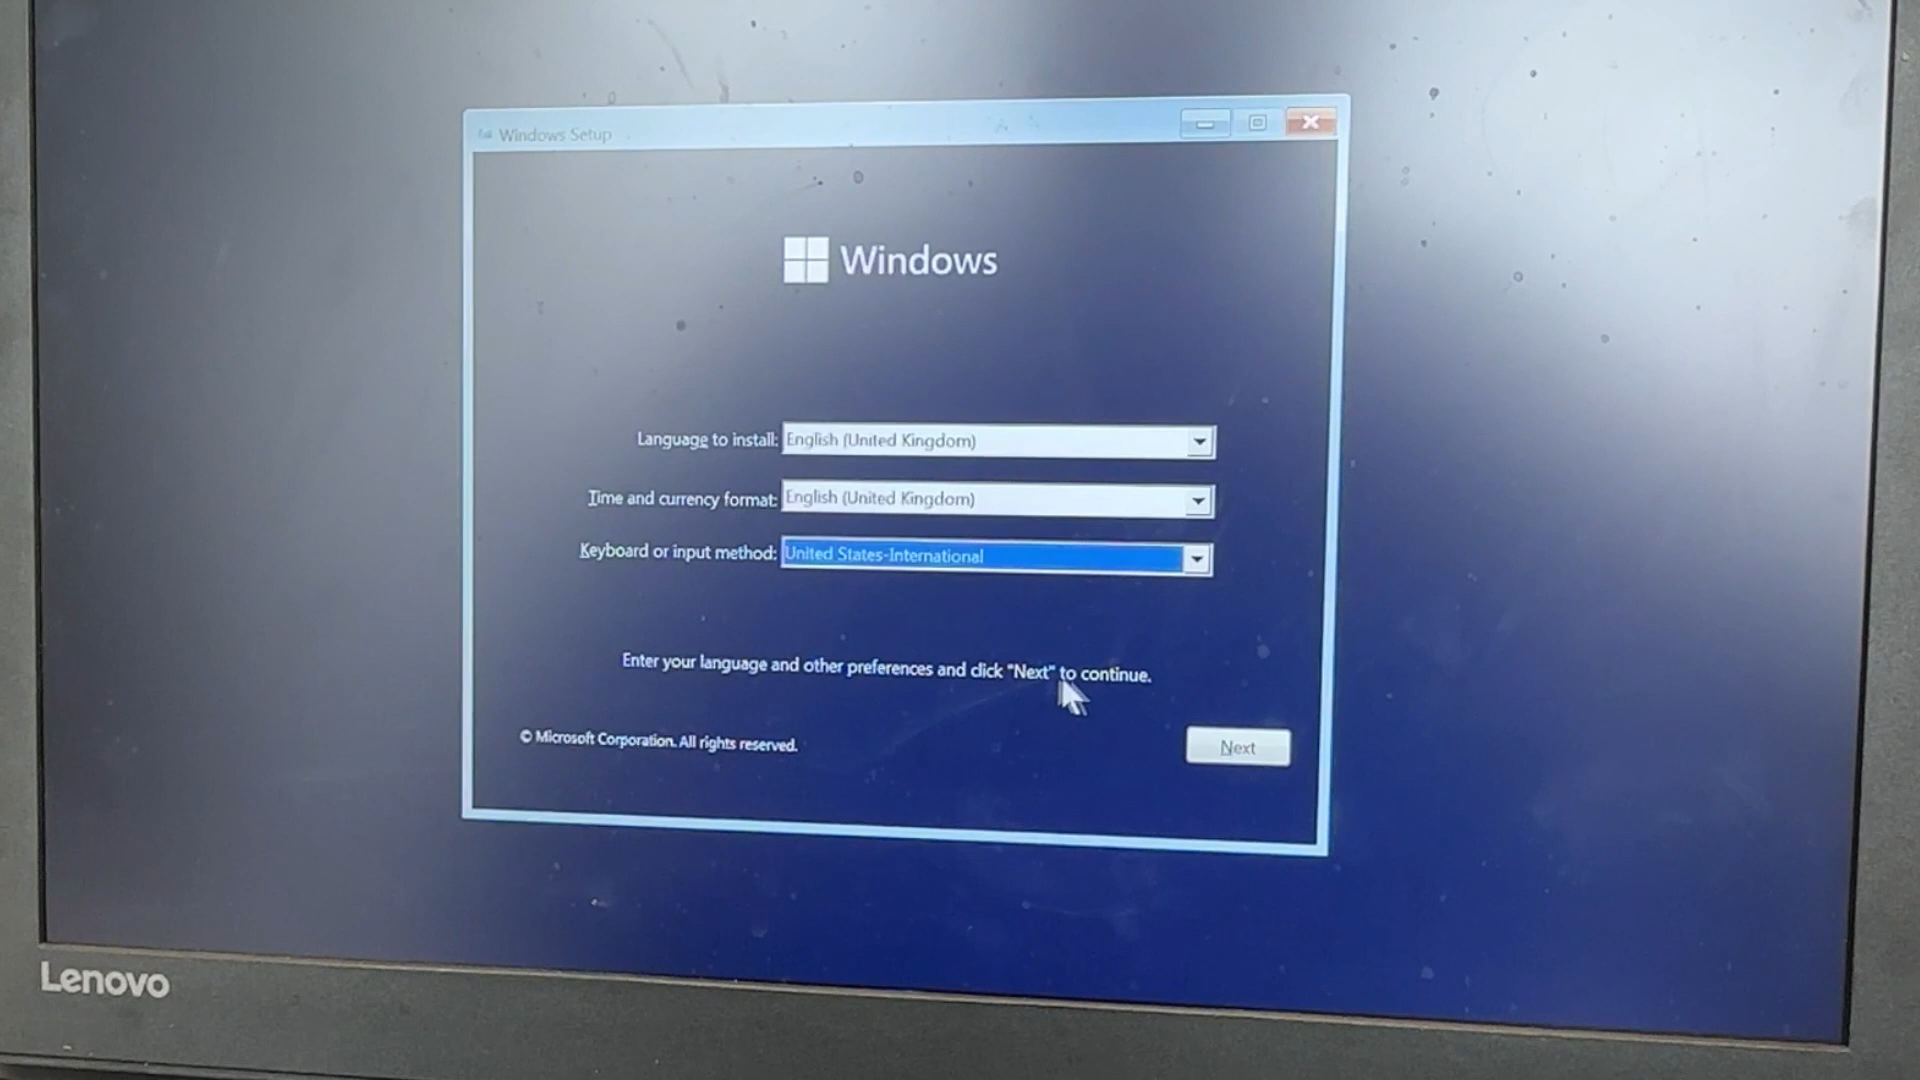 Windows Setup
Windows
Language to install: English (United Kingdom)
Time and currency format: English (United Kingdom)
Keyboard or input method: United States-International
Enter your language and other preferences and click "Next" to continue.
© Microsoft Corporation. All rights reserved.
Next
Lenovo